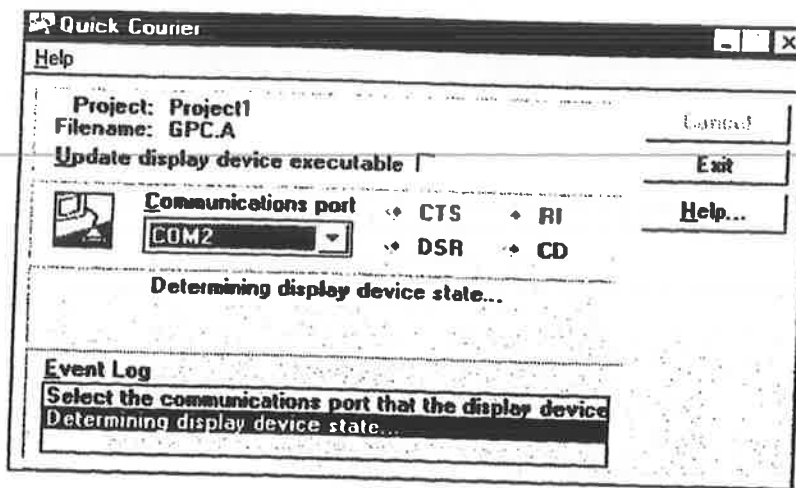 Quick Courier
Help
Project: Project1
Filename: GPC.A
Cancel
Update display device executable
Exit
Communications port
CTS
RI
Help...
COM2
DSR
CD
Determining display device state...
Event Log
Select the communications port that the display device
Determining display device state...